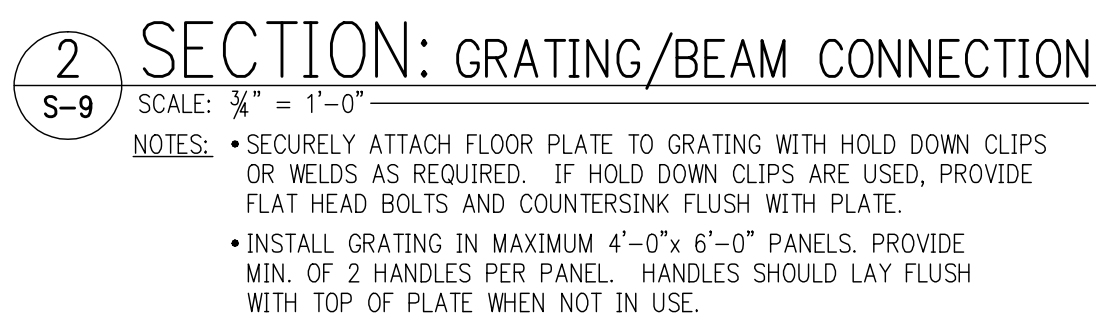 2
S-9
SECTION: GRATING/BEAM CONNECTION
SCALE: ¾" = 1'-0"
NOTES: • SECURELY ATTACH FLOOR PLATE TO GRATING WITH HOLD DOWN CLIPS
OR WELDS AS REQUIRED. IF HOLD DOWN CLIPS ARE USED, PROVIDE
FLAT HEAD BOLTS AND COUNTERSINK FLUSH WITH PLATE.
• INSTALL GRATING IN MAXIMUM 4'-0"x 6'-0" PANELS. PROVIDE
MIN. OF 2 HANDLES PER PANEL. HANDLES SHOULD LAY FLUSH
WITH TOP OF PLATE WHEN NOT IN USE.